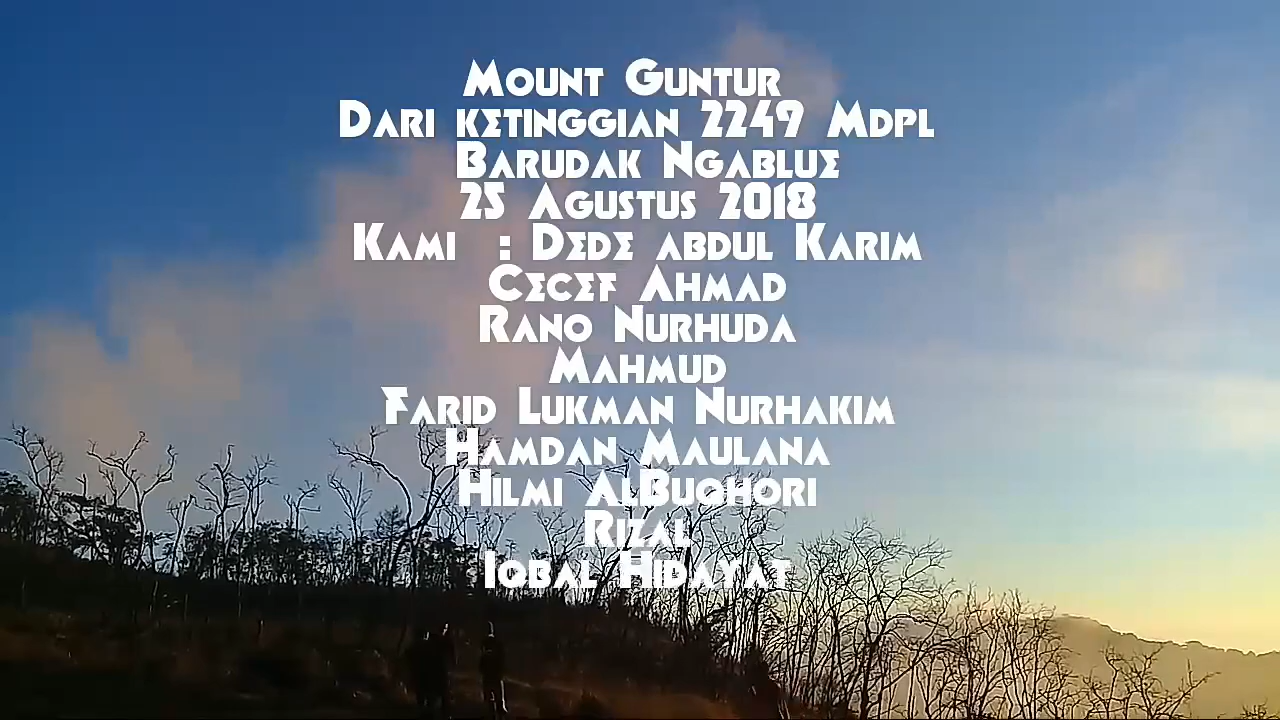 Mount Guntur
Dari ketinggian 2249 Mdpl
Barudak Ngablue
25 Agustus 2018
Kami : Dede abdul Karim
Cecef Ahmad
Rano Nurhuda
Mahmud
Farid Lukman Nurhakim
Hamdan Maulana
Hilmi AlBuohori
Rizal
Iqbal Hidayat